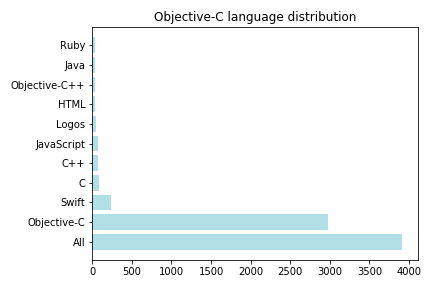 Objective-C language distribution
Ruby
Java
Objective-C++
HTML
Logos
JavaScript
C++
C
Swift
Objective-C
All
0 500 1000 1500 2000 2500 3000 3500 4000